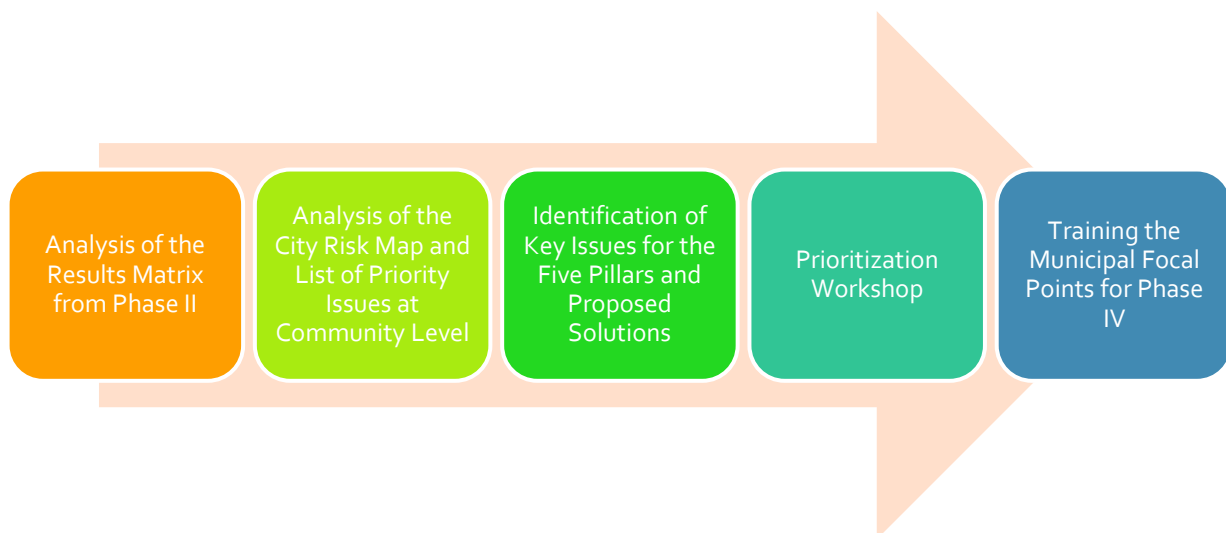 Analysis of the
Results Matrix
from Phase II
Analysis of the
City Risk Map and
List of Priority
Issues at
Community Level
Identification of
Key Issues for the
Five Pillars and
Proposed
Solutions
Prioritization
Workshop
Training the
Municipal Focal
Points for Phase
IV